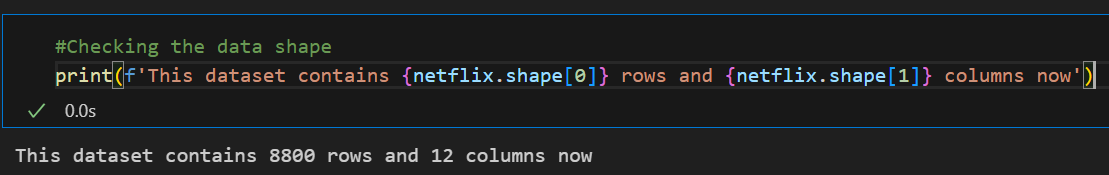 #Checking the data shape
print(f'This dataset contains {netflix.shape[0]} rows and {netflix.shape[1]} columns now')
0.0s
This dataset contains 8800 rows and 12 columns now